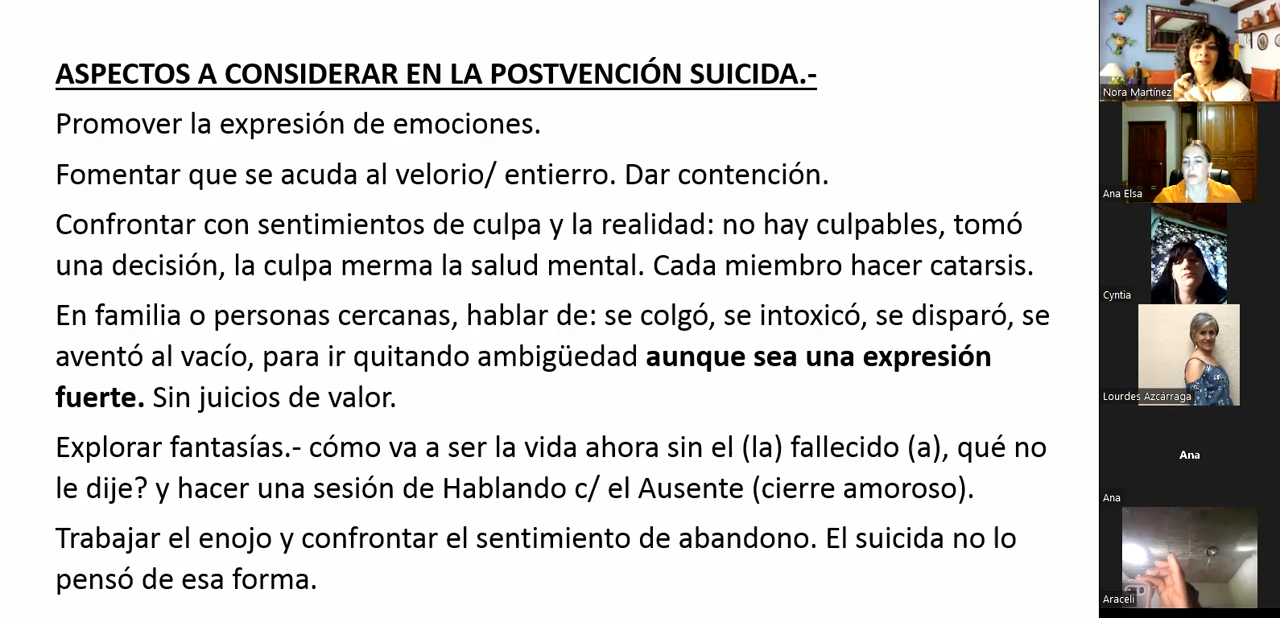 ASPECTOS A CONSIDERAR EN LA POSTVENCIÓN SUICIDA.-
Promover la expresión de emociones.
Fomentar que se acuda al velorio/ entierro. Dar contención.
Confrontar con sentimientos de culpa y la realidad: no hay culpables, tomó
una decisión, la culpa merma la salud mental. Cada miembro hacer catarsis.
En familia o personas cercanas, hablar de: se colgó, se intoxicó, se disparó, se
aventó al vacío, para ir quitando ambigüedad aunque sea una expresión
fuerte. Sin juicios de valor.
Explorar fantasías.- cómo va a ser la vida ahora sin el (la) fallecido (a), qué no
le dije? y hacer una sesión de Hablando c/ el Ausente (cierre amoroso).
Trabajar el enojo y confrontar el sentimiento de abandono. El suicida no lo
pensó de esa forma.
Nora Martínez
Ana Elsa
Cyntia
Lourdes Azcárraga
Ana
Ana
Araceli